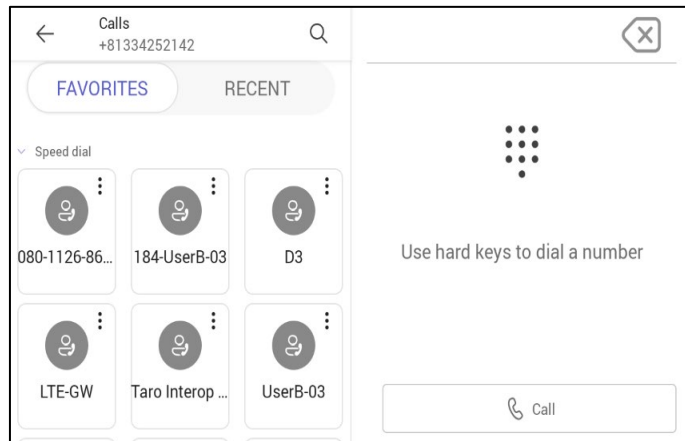 Calls
+81334252142
FAVORITES
RECENT
Speed dial
080-1126-86...
184-UserB-03
D3
LTE-GW
Taro Interop ...
UserB-03
Use hard keys to dial a number
Call